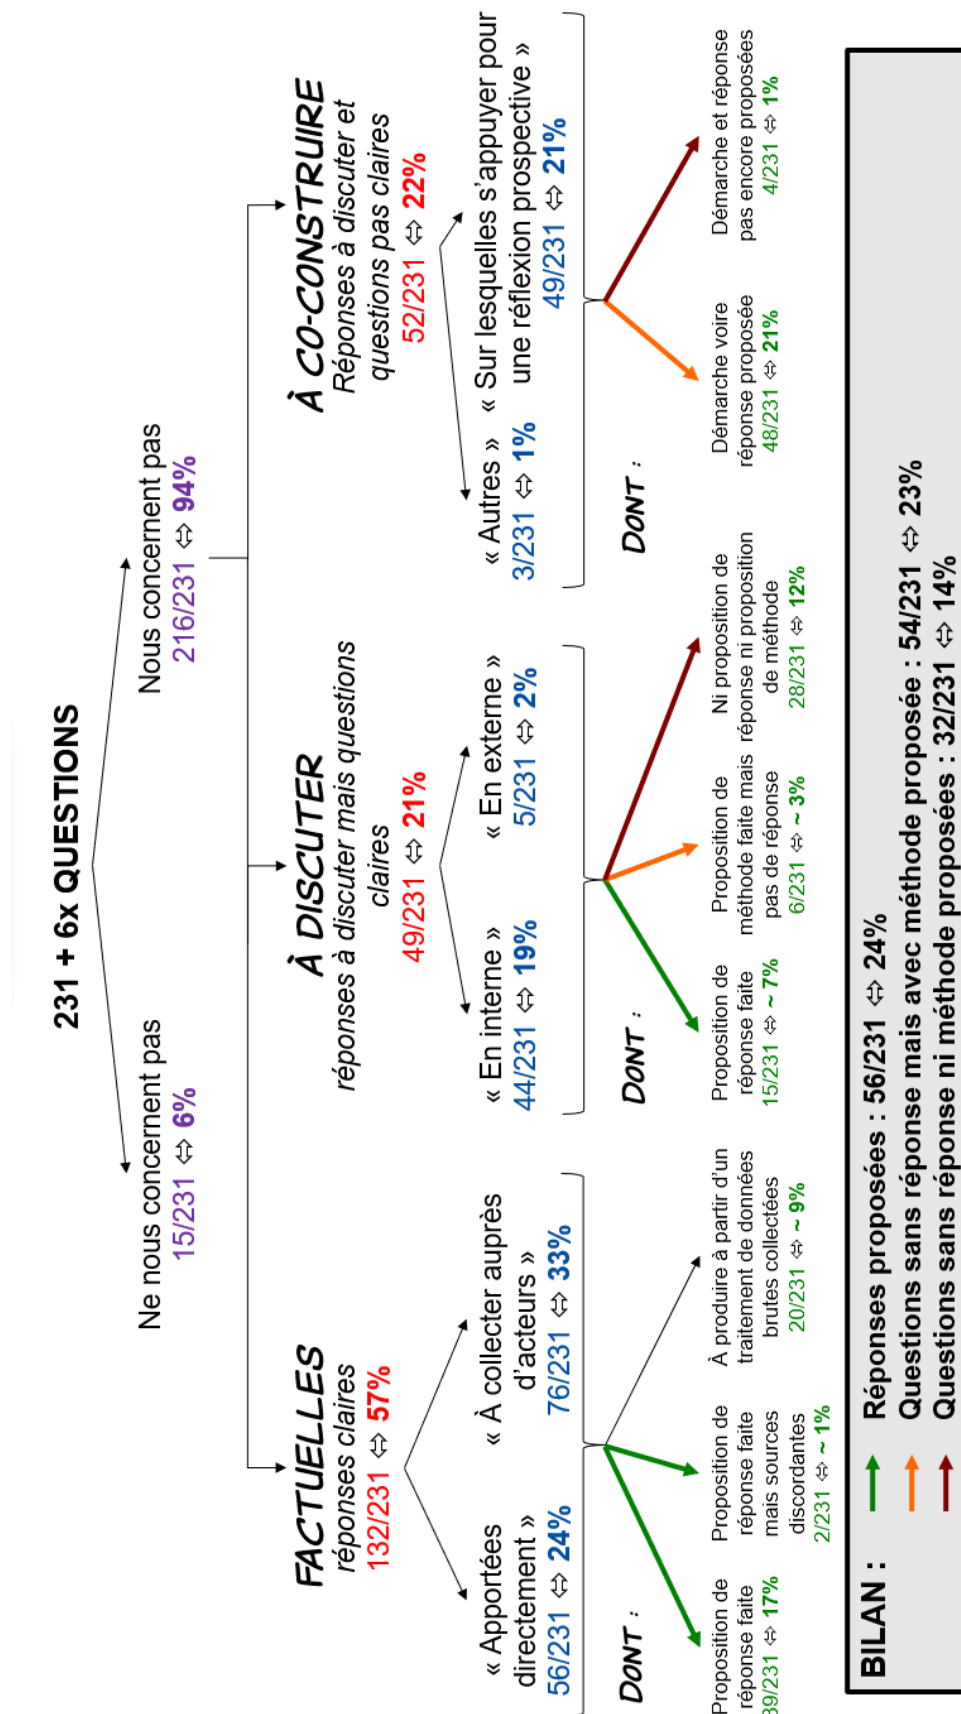 231 + 6x QUESTIONS
Ne nous concernent pas
15/231 ⇔ 6%
Nous concernent pas
216/231 ⇔ 94%
FACTUELLES
réponses claires
132/231 ⇔ 57%
À DISCUTER
réponses à discuter mais questions
claires
49/231 ⇔ 21%
À CO-CONSTRUIRE
Réponses à discuter et
questions pas claires
52/231 ⇔ 22%
« Apportées
directement »
56/231 ⇔ 24%
« À collecter auprès
d'acteurs »
76/231 ⇔ 33%
« En interne »
44/231 ⇔ 19%
« En externe »
5/231 ⇔ 2%
« Autres »
3/231 ⇔ 1%
« Sur lesquelles s'appuyer pour
une réflexion prospective »
49/231 ⇔ 21%
DONT :
Proposition de
réponse faite
39/231 ⇔ 17%
Proposition de
réponse faite
mais sources
discordantes
2/231 ⇔ ~ 1%
À produire à partir d'un
traitement de données
brutes collectées
20/231 ⇔ ~ 9%
DONT :
Proposition de
réponse faite
15/231 ⇔ ~ 7%
Proposition de
méthode faite mais
pas de réponse
6/231 ⇔ ~ 3%
Ni proposition de
réponse ni proposition
de méthode
28/231 ⇔ 12%
DONT :
Démarche voire
réponse proposée
48/231 ⇔ 21%
Démarche et réponse
pas encore proposées
4/231 ⇔ 1%
BILAN :
Réponses proposées : 56/231 ⇔ 24%
Questions sans réponse mais avec méthode proposée : 54/231 ⇔ 23%
Questions sans réponse ni méthode proposées : 32/231 ⇔ 14%